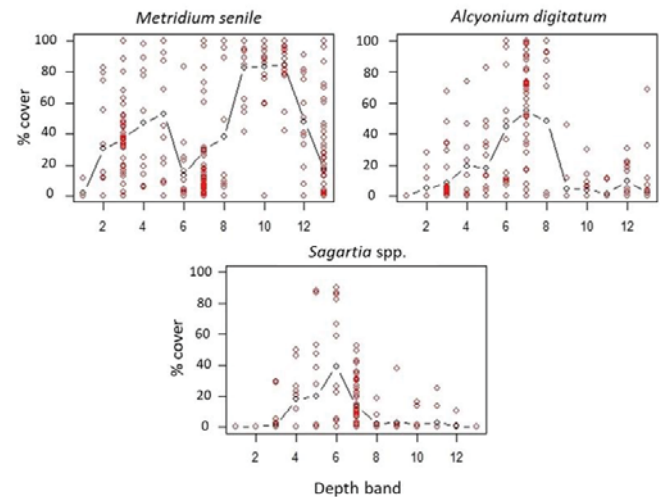 Metridium senile
Alcyonium digitatum
% cover
100
80
60
40
20
0
2 4 6 8 10 12
100
80
60
40
20
0
2 4 6 8 10 12
Sagartia spp.
% cover
100
80
60
40
20
0
2 4 6 8 10 12
Depth band